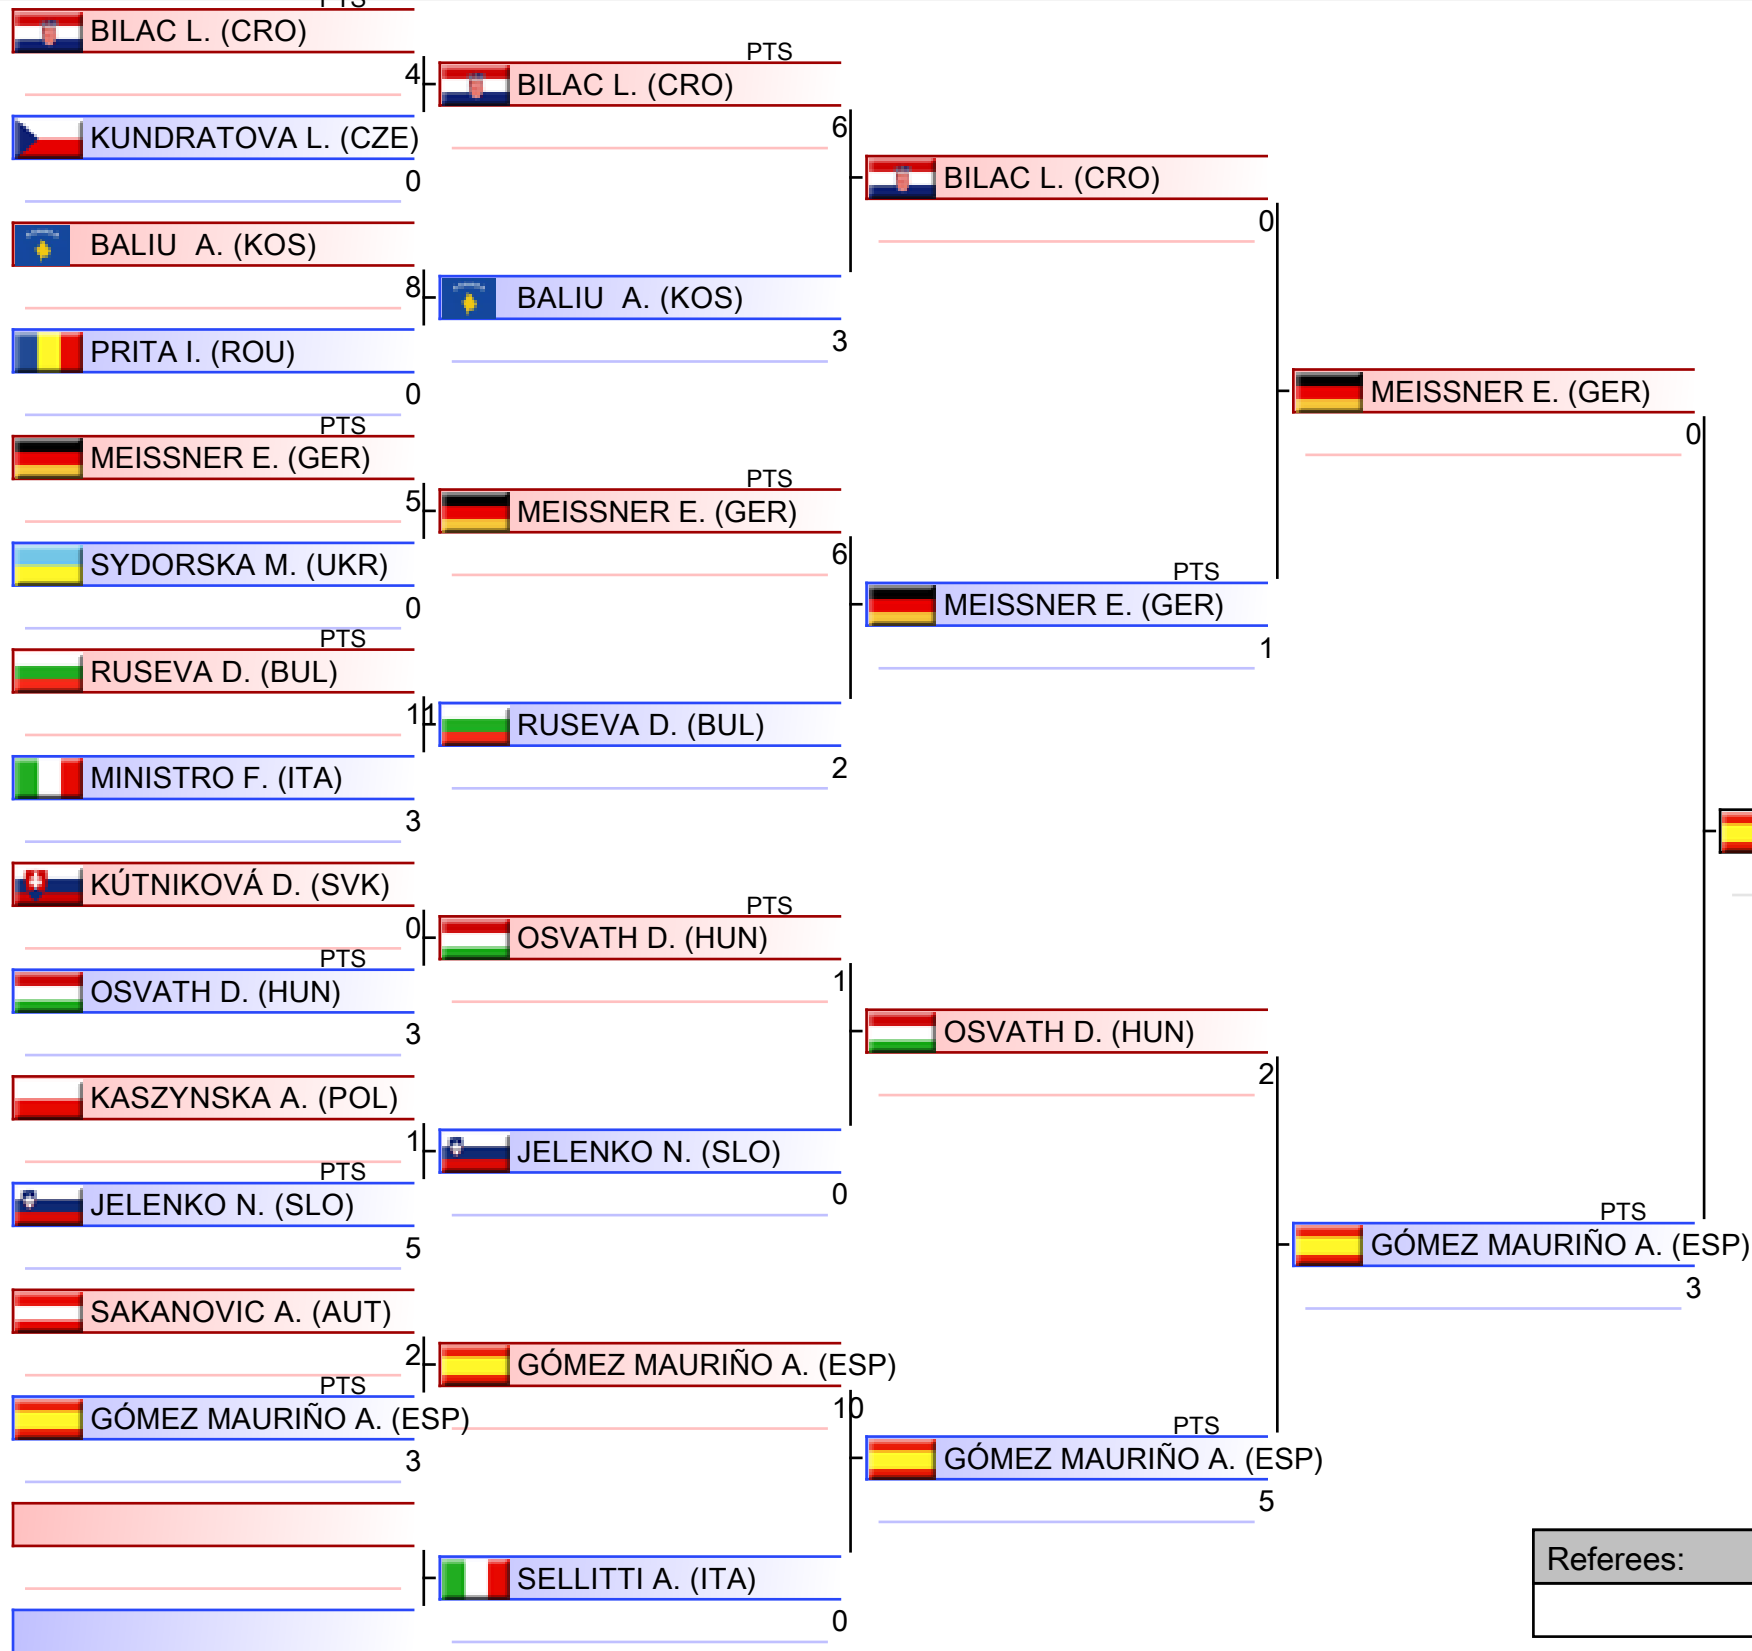 PTS
BILAC L. (CRO)
4
KUNDRATOVA L. (CZE)
0
BALIU A. (KOS)
8
PRITA I. (ROU)
0
PTS
MEISSNER E. (GER)
5
SYDORSKA M. (UKR)
0
PTS
RUSEVA D. (BUL)
11
MINISTRO F. (ITA)
3
KÚTNIKOVÁ D. (SVK)
0
PTS
OSVATH D. (HUN)
3
KASZYNSKA A. (POL)
1
PTS
JELENKO N. (SLO)
5
SAKANOVIC A. (AUT)
2
PTS
GÓMEZ MAURIÑO A. (ESP)
3
PTS
BILAC L. (CRO)
6
BALIU A. (KOS)
3
PTS
MEISSNER E. (GER)
6
RUSEVA D. (BUL)
2
PTS
OSVATH D. (HUN)
1
JELENKO N. (SLO)
0
GÓMEZ MAURIÑO A. (ESP)
10
SELLITTI A. (ITA)
0
BILAC L. (CRO)
0
PTS
MEISSNER E. (GER)
1
OSVATH D. (HUN)
2
PTS
GÓMEZ MAURIÑO A. (ESP)
5
MEISSNER E. (GER)
0
PTS
GÓMEZ MAURIÑO A. (ESP)
3
Referees: